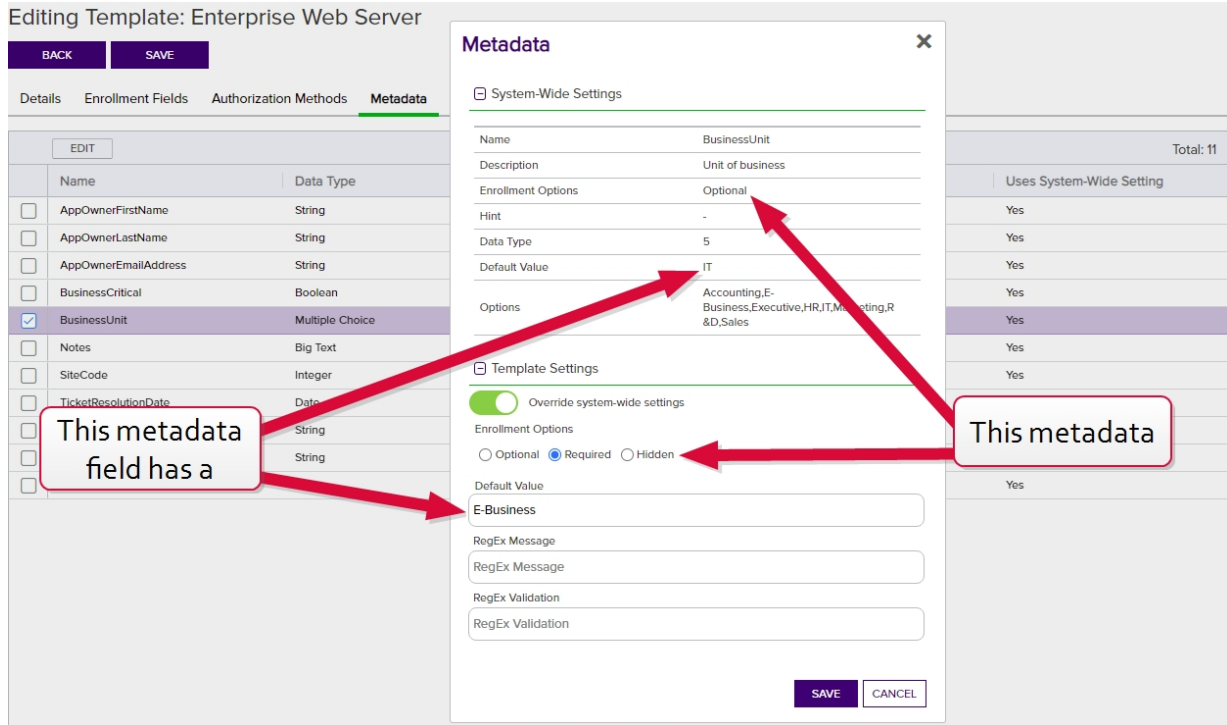 Editing Template: Enterprise Web Server
BACK
SAVE
Details
Enrollment Fields
Authorization Methods
Metadata
EDIT
Total: 11
Name
Data Type
Uses System-Wide Setting
AppOwnerFirstName
String
Yes
AppOwnerLastName
String
Yes
AppOwnerEmailAddress
String
Yes
BusinessCritical
Boolean
Yes
BusinessUnit
Multiple Choice
Yes
Notes
Big Text
Yes
SiteCode
Integer
Yes
TicketResolutionDate
Date
String
String
Yes
This metadata
field has a
Metadata
System-Wide Settings
Name
BusinessUnit
Description
Unit of business
Enrollment Options
Optional
Hint
-
Data Type
5
Default Value
IT
Options
Accounting,E-
Business,Executive,HR,IT,Marketing,R
&D,Sales
Template Settings
Override system-wide settings
Enrollment Options
Optional
Required
Hidden
Default Value
E-Business
RegEx Message
RegEx Message
RegEx Validation
RegEx Validation
SAVE
CANCEL
This metadata